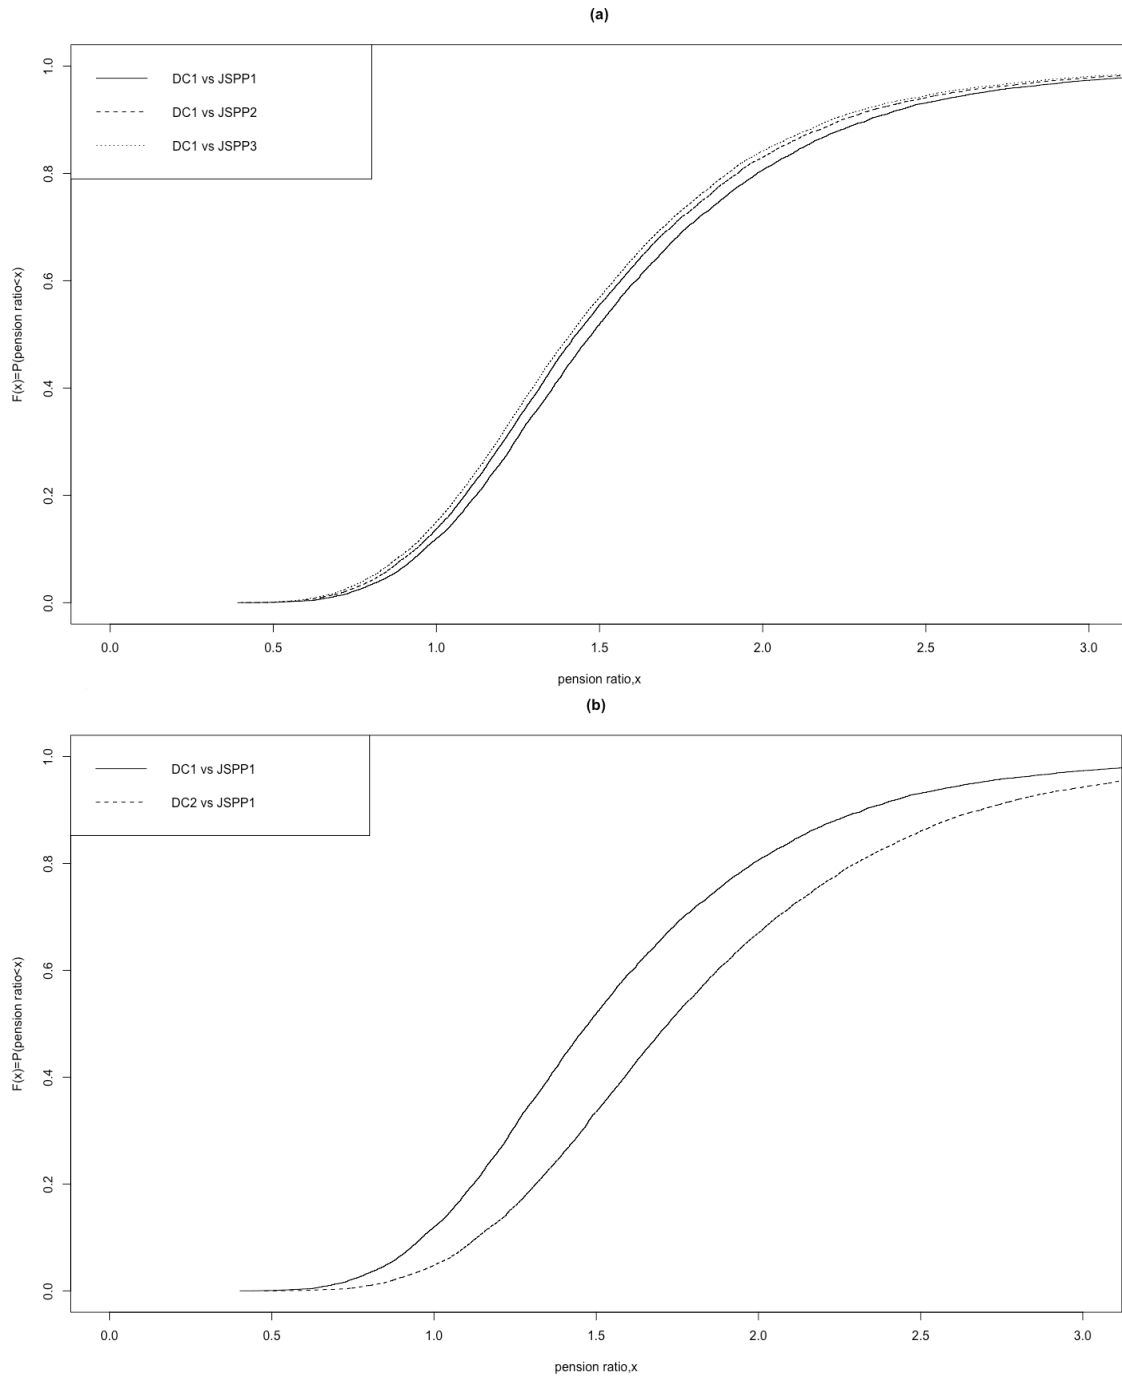 (a)
DC1 vs JSPP1
DC1 vs JSPP2
DC1 vs JSPP3
1.0
0.8
0.6
0.4
0.2
0.0
F(x)=P(pension ratio<x)
0.0 0.5 1.0 1.5 2.0 2.5 3.0
pension ratio,x
(b)
DC1 vs JSPP1
DC2 vs JSPP1
1.0
0.8
0.6
0.4
0.2
0.0
F(x)=P(pension ratio<x)
0.0 0.5 1.0 1.5 2.0 2.5 3.0
pension ratio,x